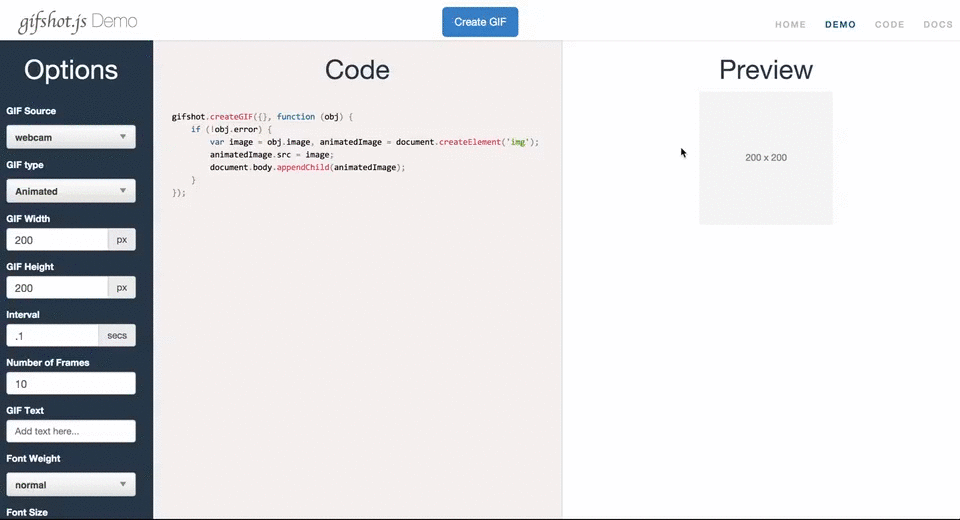 gifshot.js Demo
Create GIF
HOME DEMO CODE DOCS
Options
GIF Source
webcam
GIF type
Animated
GIF Width
200 px
GIF Height
200 px
Interval
.1 secs
Number of Frames
10
GIF Text
Add text here...
Font Weight
normal
Font Size
Code
gifshot.createGIF({}, function (obj) {
    if (!obj.error) {
        var image = obj.image, animatedImage = document.createElement('img');
        animatedImage.src = image;
        document.body.appendChild(animatedImage);
    }
});
Preview
200 x 200